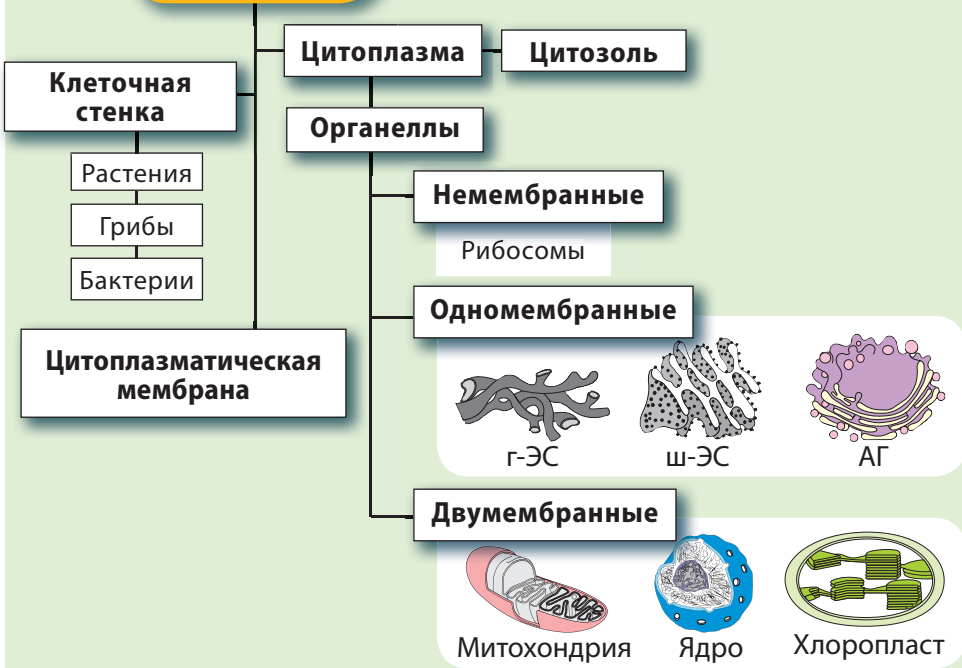 Цитоплазма
Цитозоль
Клеточная
стенка
Органеллы
Растения
Грибы
Бактерии
Немембранные
Рибосомы
Одномембранные
Цитоплазматическая
мембрана
г-ЭС
ш-ЭС
АГ
Двумембранные
Митохондрия
Ядро
Хлоропласт